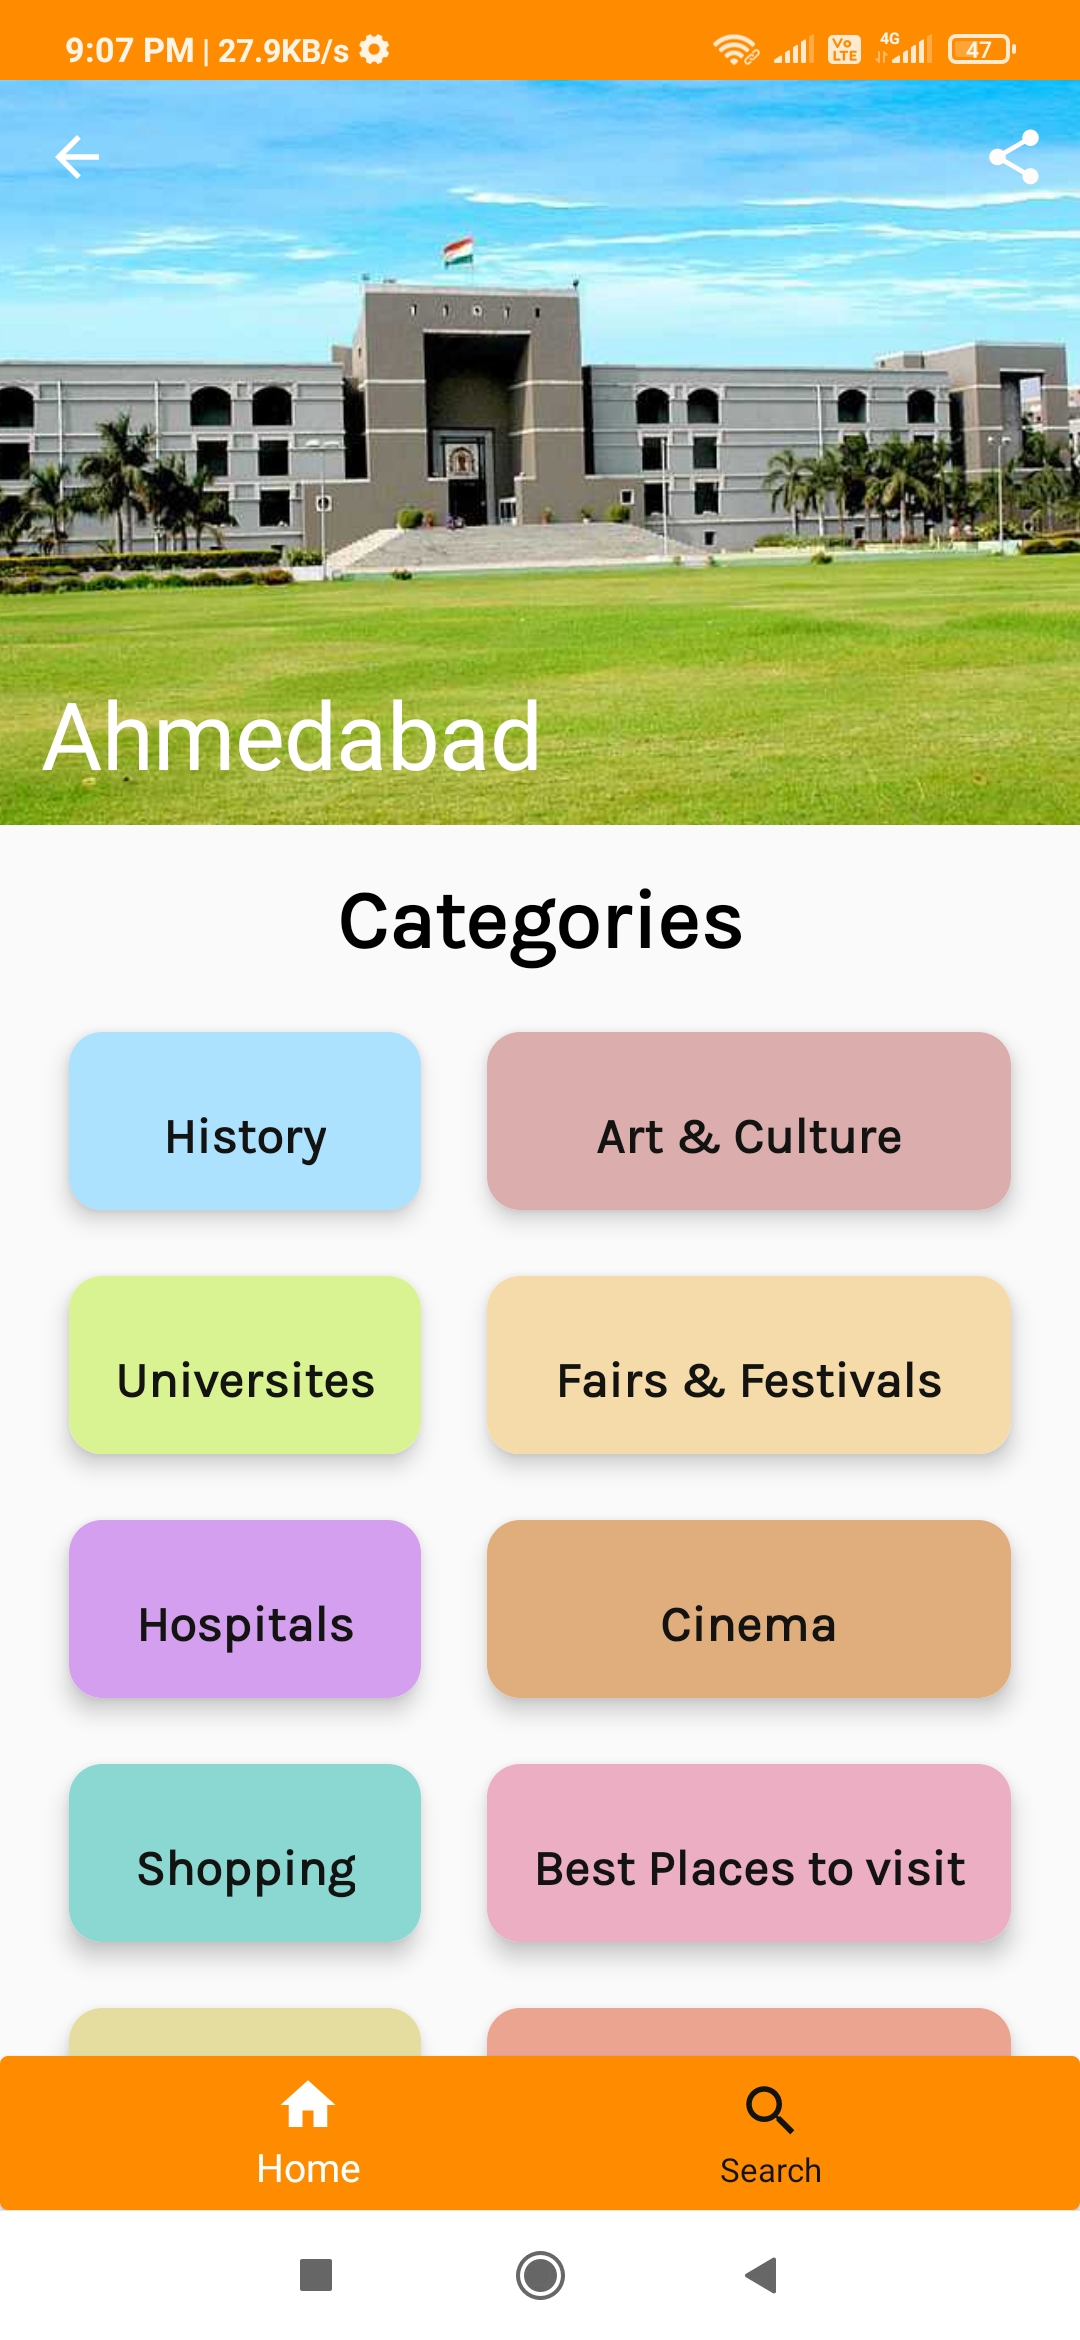 9:07 PM | 27.9KB/s
Vo LTE 4G 47
Ahmedabad
Categories
History
Art & Culture
Universites
Fairs & Festivals
Hospitals
Cinema
Shopping
Best Places to visit
Home
Search